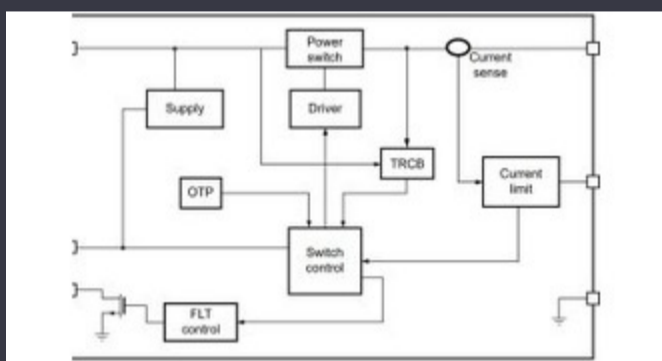 Power
switch
Current
sense
Supply
Driver
TRCB
Current
limit
OTP
Switch
control
FLT
control